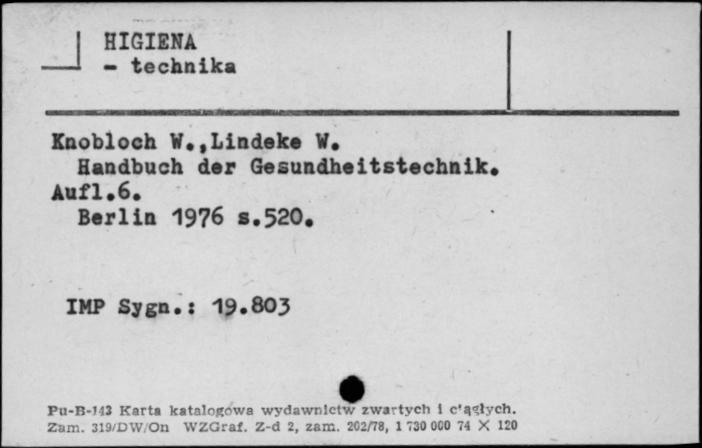 HIGIENA
- technika
Knobloch W.,Lindeke W.
Handbuch der Gesundheitstechnik.
Aufl.6.
Berlin 1976 s.520.
IMP Sygn.: 19.803
Pu-B-143 Karta katalogowa wydawnictw zwartych i c'ągłych.
Zam. 319/DW/On WZGraf. Z-d 2, zam. 202/78, 1 730 000 74 X 120